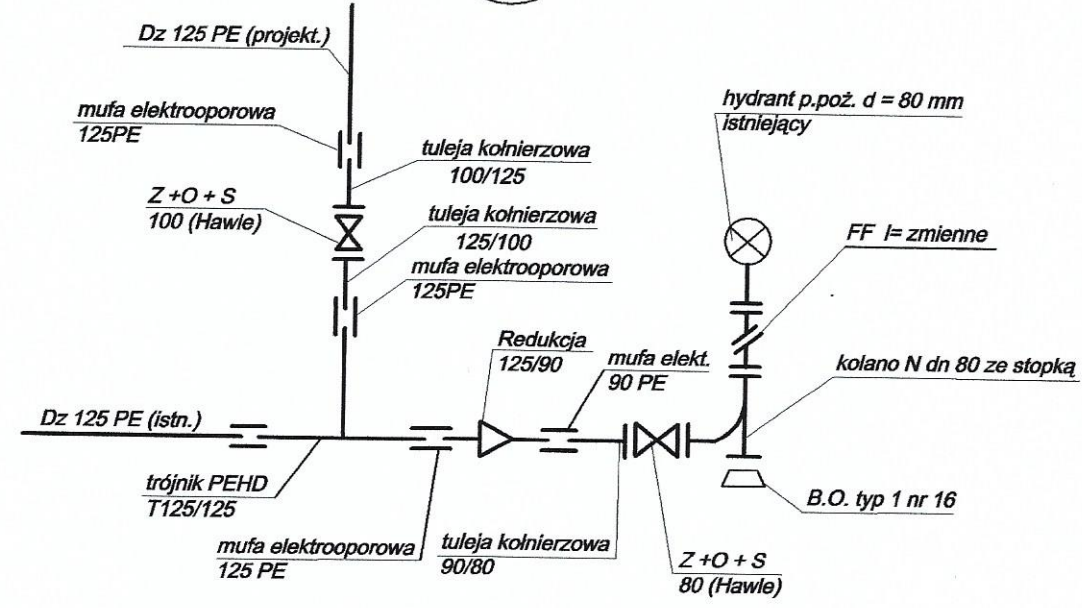 Dz 125 PE (projekt.)
mufa elektrooporowa
125PE
tuleja kołnierzowa
100/125
Z +O + S
100 (Hawle)
tuleja kołnierzowa
125/100
mufa elektrooporowa
125PE
hydrant p.poż. d = 80 mm
istniejący
FF l= zmienne
Redukcja
125/90
mufa elekt.
90 PE
kolano N dn 80 ze stopką
Dz 125 PE (istn.)
trójnik PEHD
T125/125
B.O. typ 1 nr 16
mufa elektrooporowa
125 PE
tuleja kołnierzowa
90/80
Z +O + S
80 (Hawle)